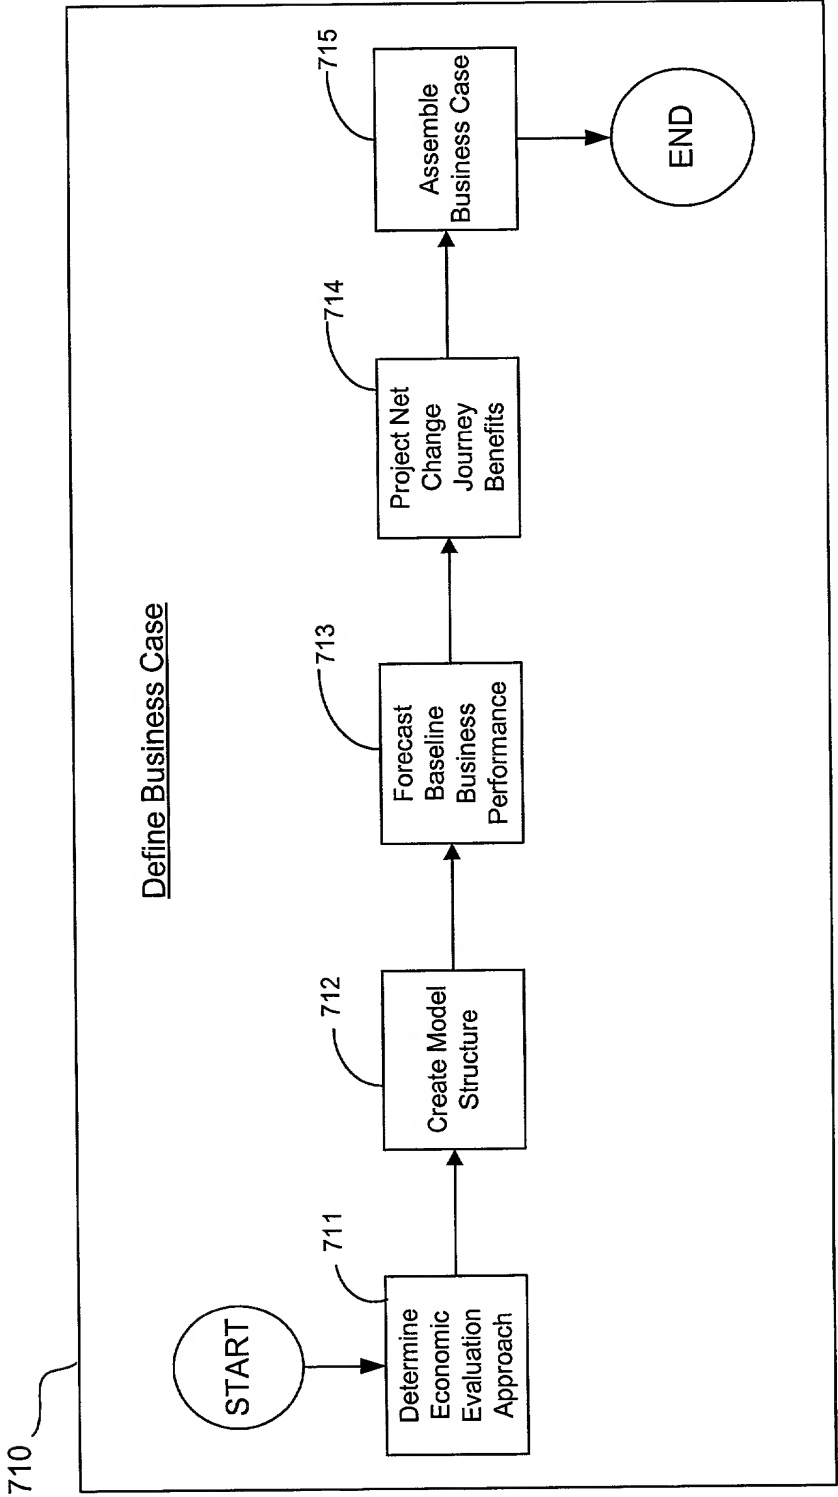 710
Define Business Case
START
711
Determine
Economic
Evaluation
Approach
712
Create Model
Structure
713
Forecast
Baseline
Business
Performance
714
Project Net
Change
Journey
Benefits
715
Assemble
Business Case
END